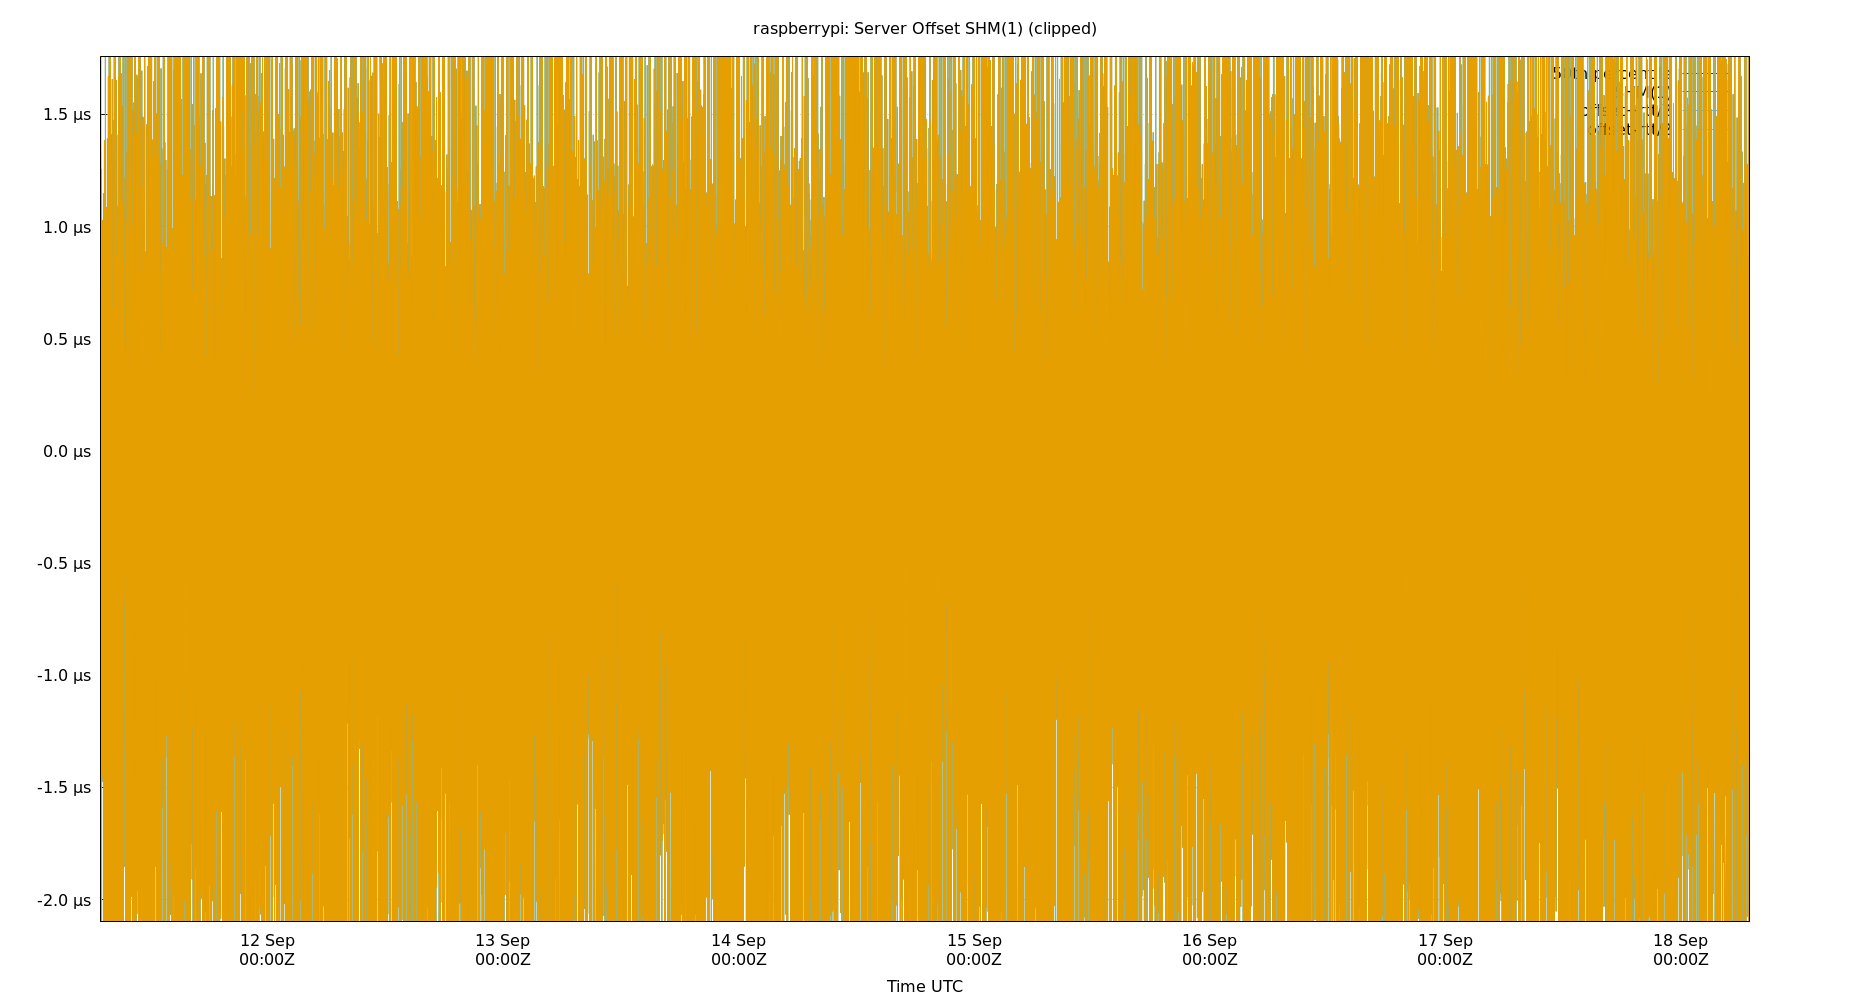 raspberrypi: Server Offset SHM(1) (clipped)
1.5 µs
1.0 µs
0.5 µs
0.0 µs
-0.5 µs
-1.0 µs
-1.5 µs
-2.0 µs
12 Sep 13 Sep 14 Sep 15 Sep 16 Sep 17 Sep 18 Sep
00:00Z 00:00Z 00:00Z 00:00Z 00:00Z 00:00Z 00:00Z
Time UTC